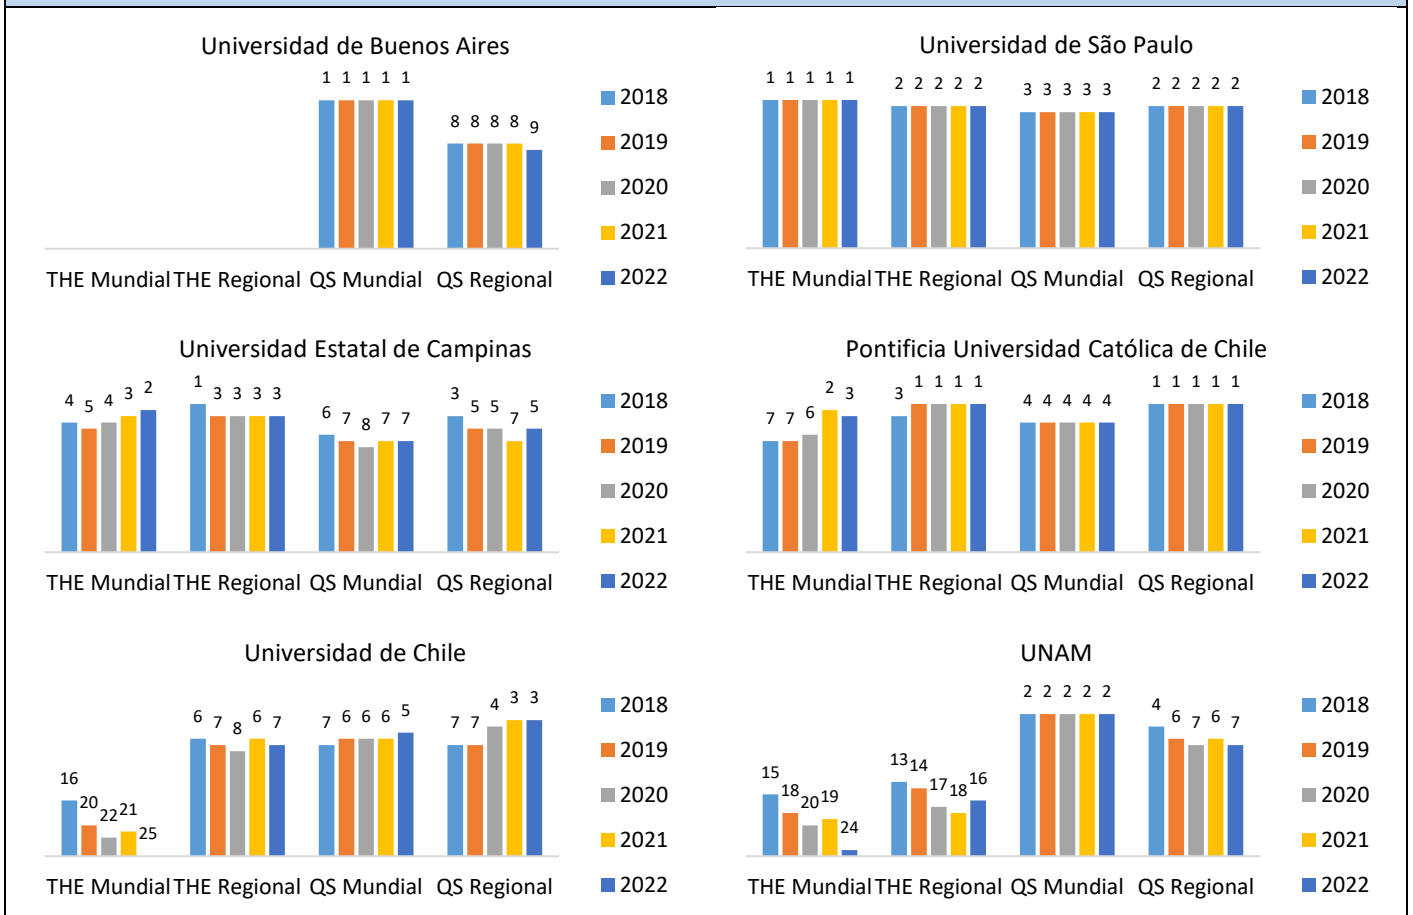 Universidad de Buenos Aires
1 1 1 1 1
8 8 8 8 9
THE Mundial THE Regional QS Mundial QS Regional
2018
2019
2020
2021
2022
Universidad de São Paulo
1 1 1 1 1
2 2 2 2 2
3 3 3 3 3
2 2 2 2 2
THE Mundial THE Regional QS Mundial QS Regional
2018
2019
2020
2021
2022
Universidad Estatal de Campinas
4 5 4 3 2
1 3 3 3 3
6 7 8 7 7
3 5 5 7 5
THE Mundial THE Regional QS Mundial QS Regional
2018
2019
2020
2021
2022
Pontificia Universidad Católica de Chile
7 7 6 2 3
3 1 1 1 1
4 4 4 4 4
1 1 1 1 1
THE Mundial THE Regional QS Mundial QS Regional
2018
2019
2020
2021
2022
Universidad de Chile
16 20 22 21 25
6 7 8 6 7
7 6 6 6 5
7 7 4 3 3
THE Mundial THE Regional QS Mundial QS Regional
2018
2019
2020
2021
2022
UNAM
15 18 20 19 24
13 14 17 18 16
2 2 2 2 2
4 6 7 6 7
THE Mundial THE Regional QS Mundial QS Regional
2018
2019
2020
2021
2022